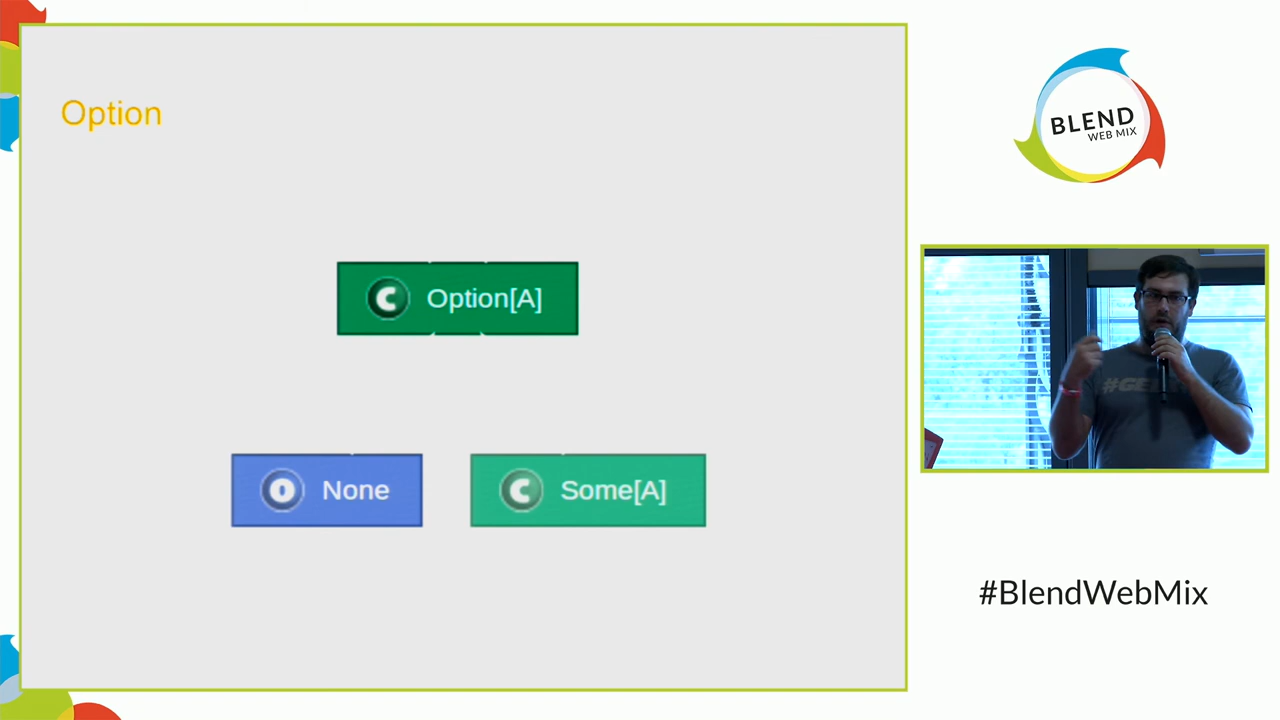 Option
C Option[A]
O None
C Some[A]
BLEND
WEB MIX
#BlendWebMix